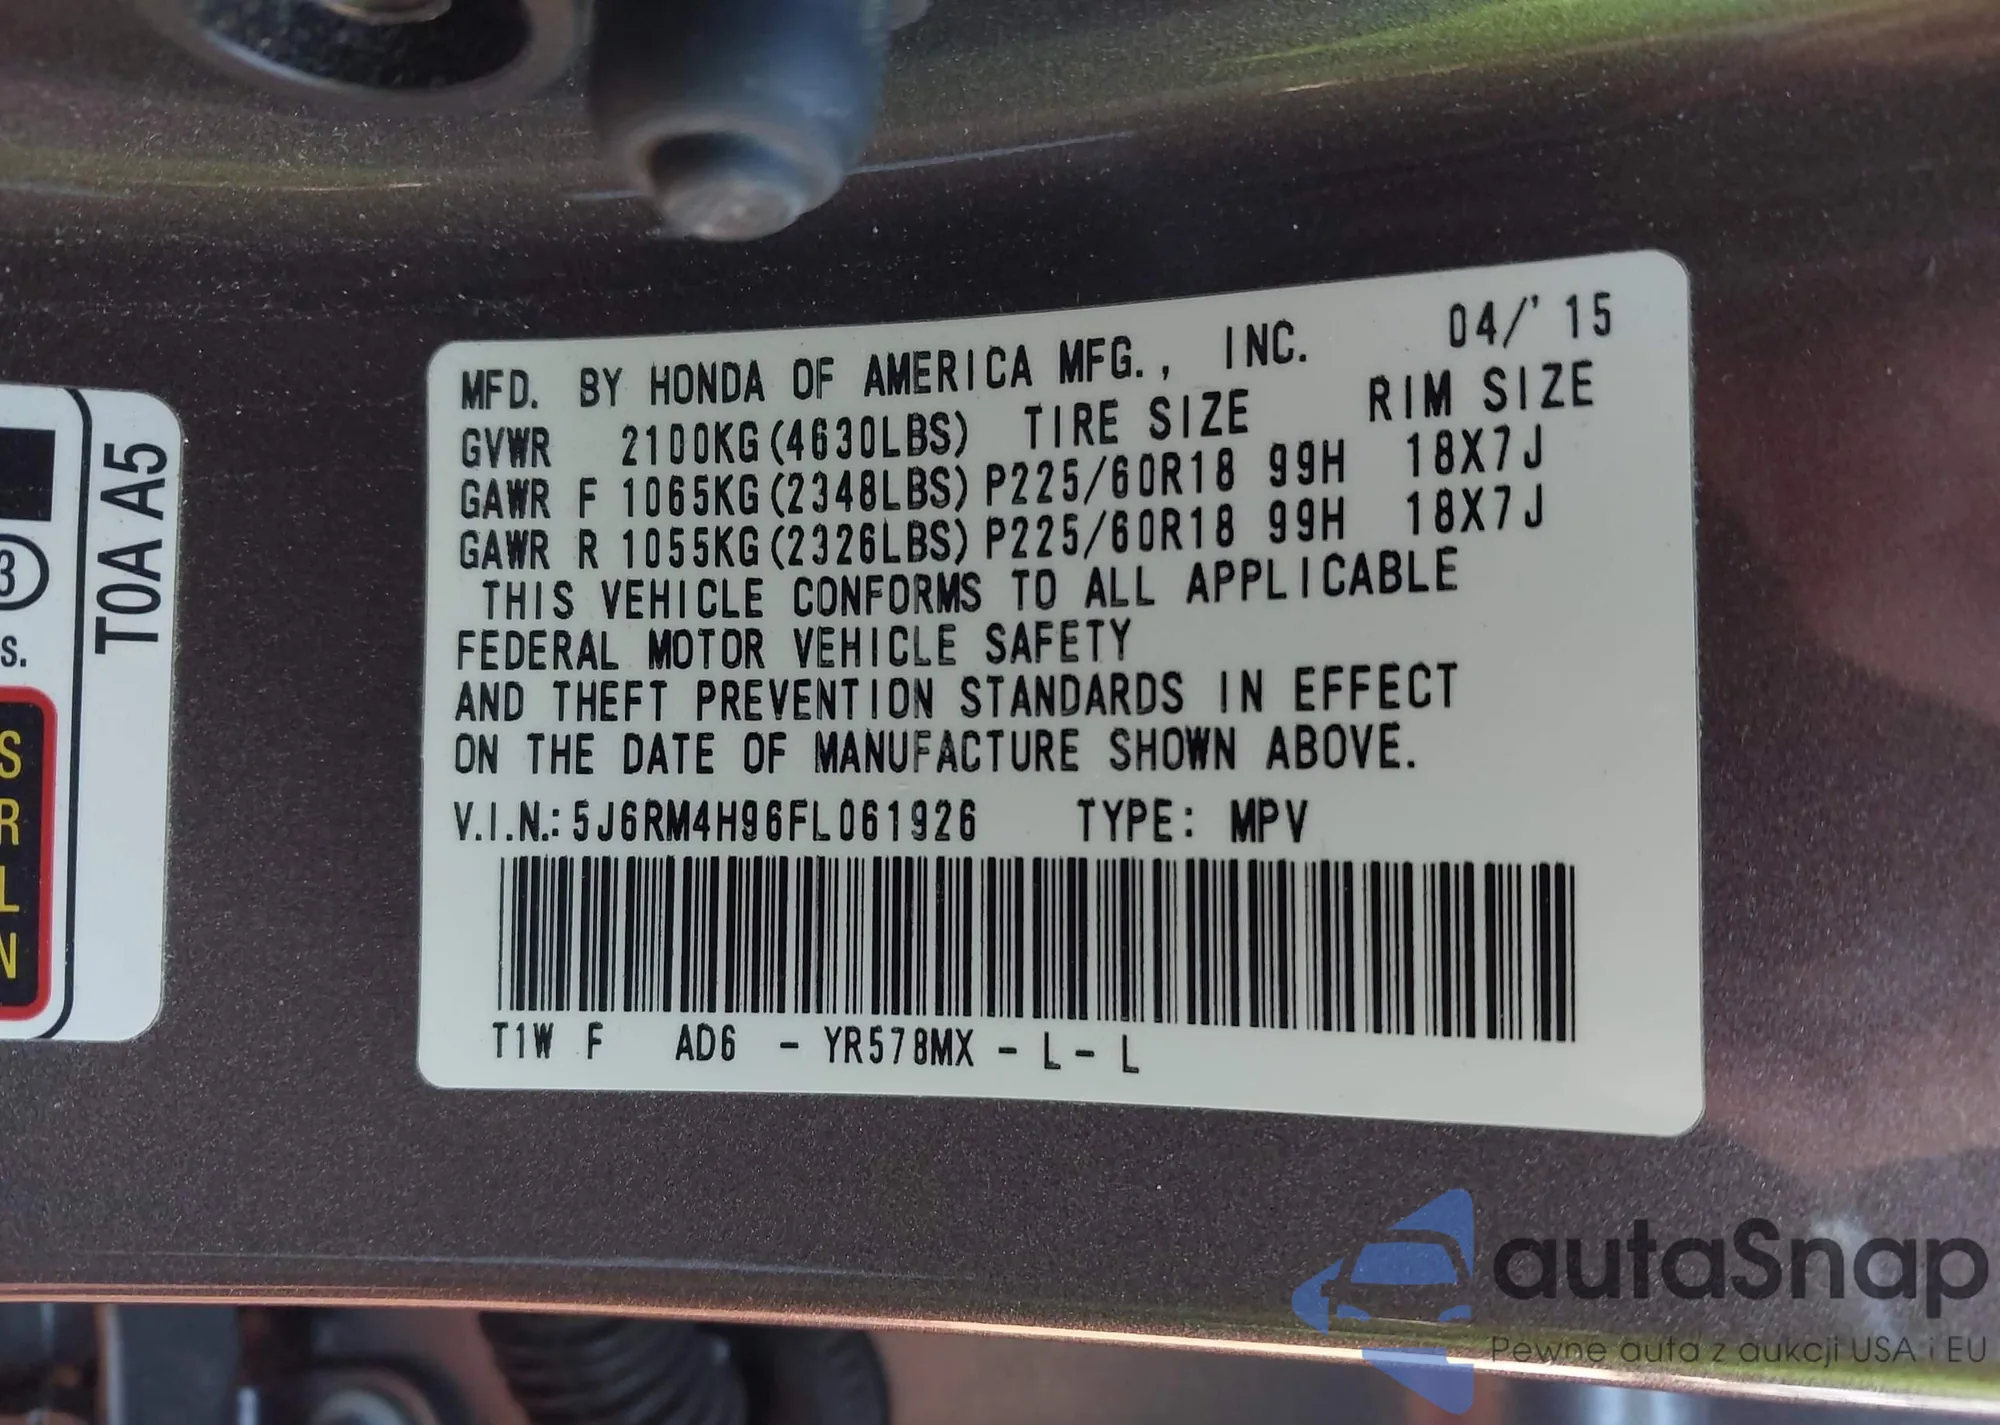 MFD. BY HONDA OF AMERICA MFG., INC. 04/'15
GVWR 2100KG(4630LBS) TIRE SIZE RIM SIZE
GAWR F 1065KG(2348LBS) P225/60R18 99H 18X7J
GAWR R 1055KG(2326LBS) P225/60R18 99H 18X7J
THIS VEHICLE CONFORMS TO ALL APPLICABLE
FEDERAL MOTOR VEHICLE SAFETY
AND THEFT PREVENTION STANDARDS IN EFFECT
ON THE DATE OF MANUFACTURE SHOWN ABOVE.
V.I.N.: 5J6RM4H96FL061926 TYPE: MPV
T1W F AD6 - YR578MX - L - L
T0A A5
3
S.
S
R
L
N
autaSnap
Pewne auta z aukcji USA i EU